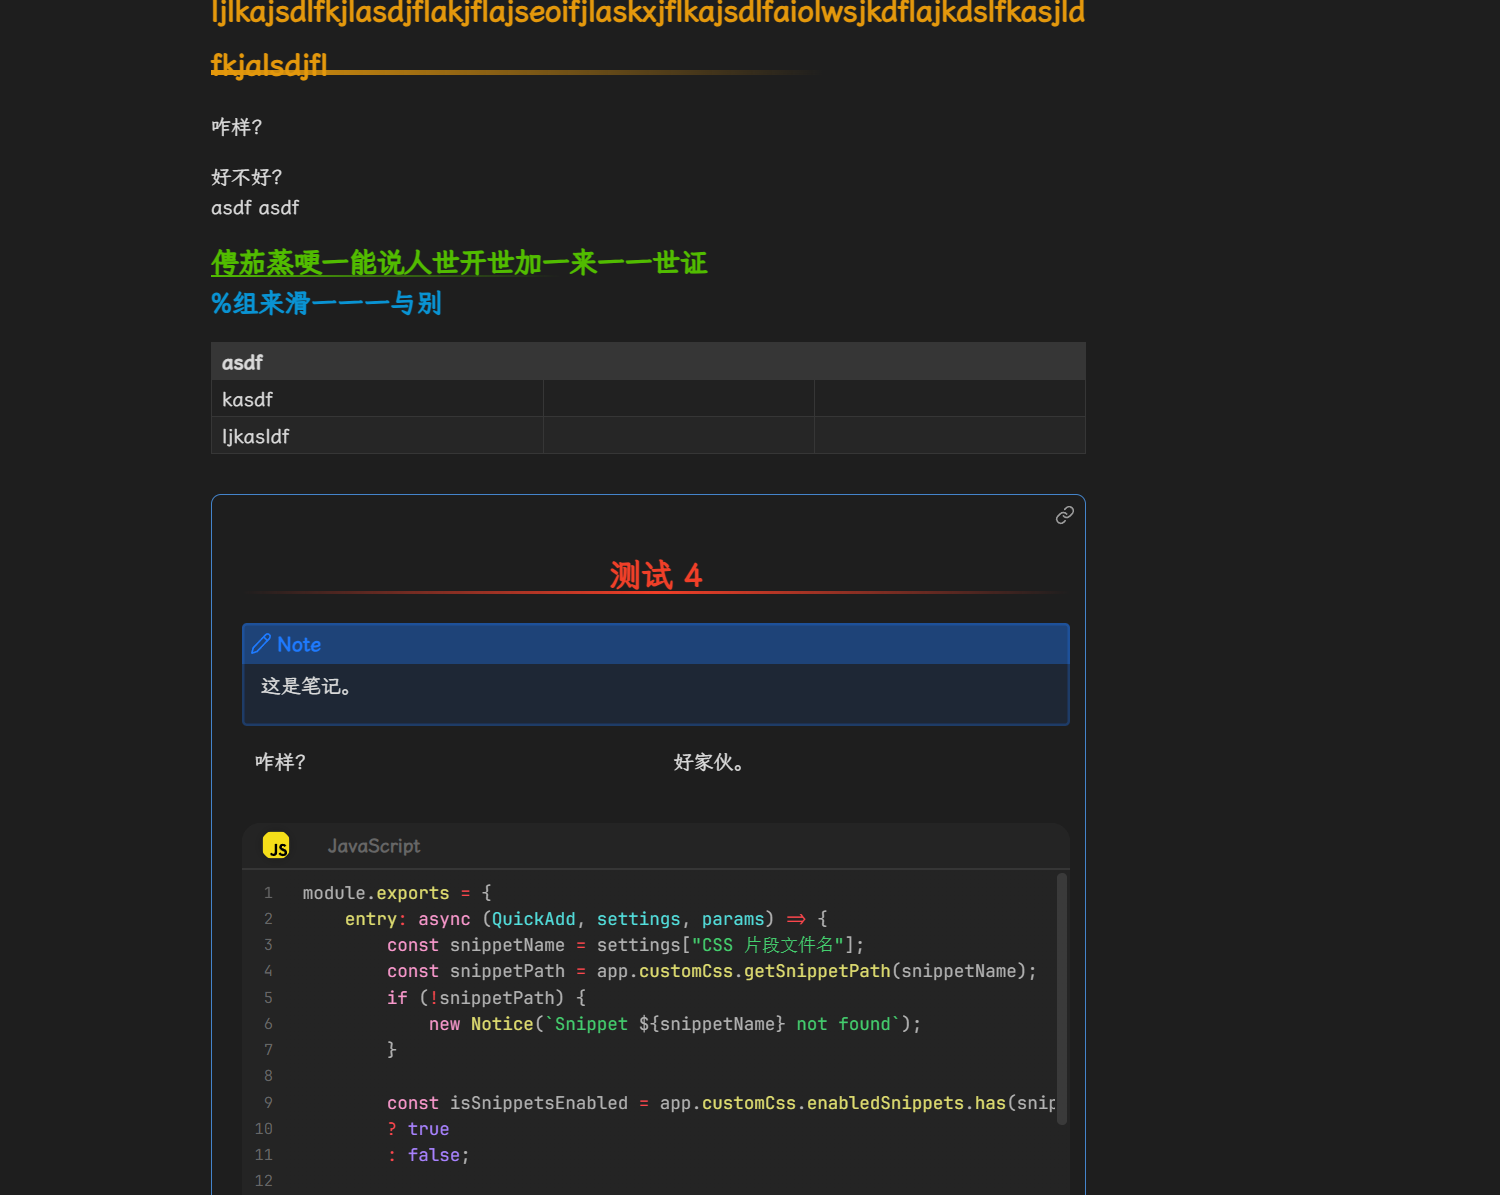 ljlkajsdlfkjlasdjflakjflajseoifjlaskxjflkajsdlfaiolwsjkdflajkdslfkasjld
fkjalsdjfl
咋样?
好不好?
asdf asdf
儚茄蒸哽一能说人世开世加一来一一世证
%组来滑一一一与别
asdf
kasdf
ljkasldf
测试 4
Note
这是笔记。
咋样?
好家伙。
JS
JavaScript
1 module.exports = {
2 entry: async (QuickAdd, settings, params) => {
3 const snippetName = settings["CSS 片段文件名"];
4 const snippetPath = app.customCss.getSnippetPath(snippetName);
5 if (!snippetPath) {
6 new Notice(`Snippet ${snippetName} not found`);
7 }
8
9 const isSnippetsEnabled = app.customCss.enabledSnippets.has(snip
10 ? true
11 : false;
12